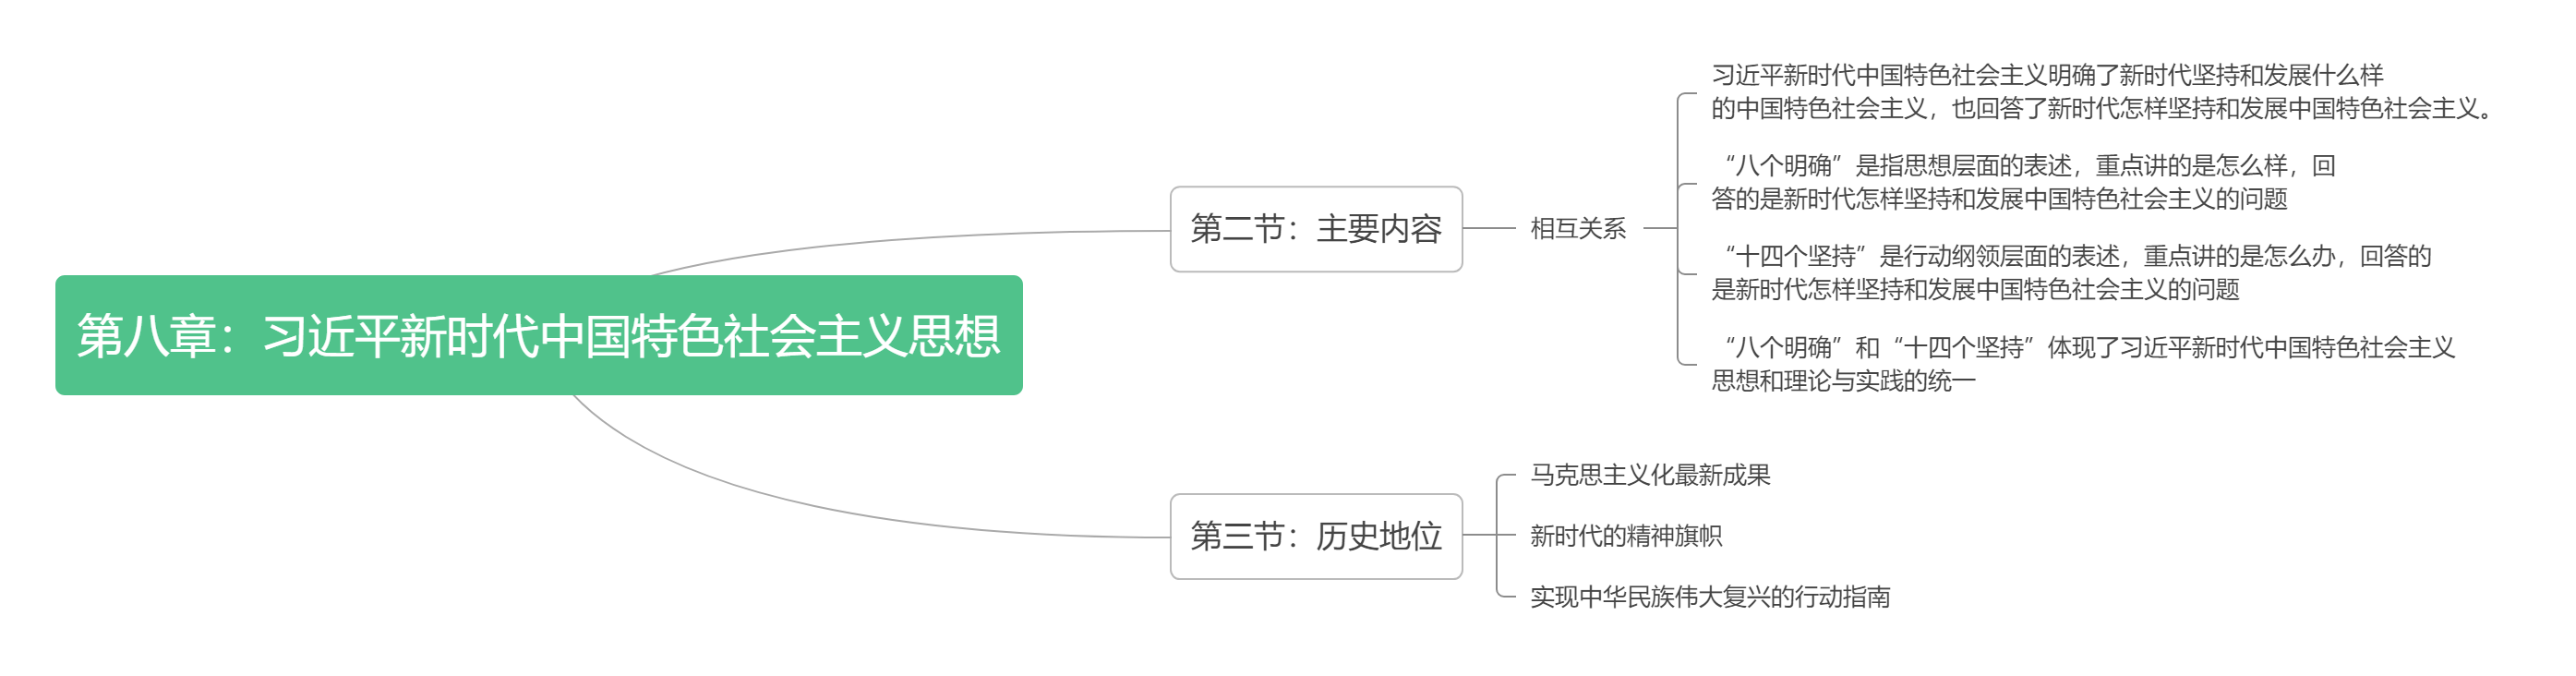 第八章：习近平新时代中国特色社会主义思想
第二节：主要内容
相互关系
习近平新时代中国特色社会主义明确了新时代坚持和发展什么样
的中国特色社会主义，也回答了新时代怎样坚持和发展中国特色社会主义。
“八个明确”是指思想层面的表述，重点讲的是怎么样，回
答的是新时代怎样坚持和发展中国特色社会主义的问题
“十四个坚持”是行动纲领层面的表述，重点讲的是怎么办，回答的
是新时代怎样坚持和发展中国特色社会主义的问题
“八个明确”和“十四个坚持”体现了习近平新时代中国特色社会主义
思想和理论与实践的统一
第三节：历史地位
马克思主义化最新成果
新时代的精神旗帜
实现中华民族伟大复兴的行动指南